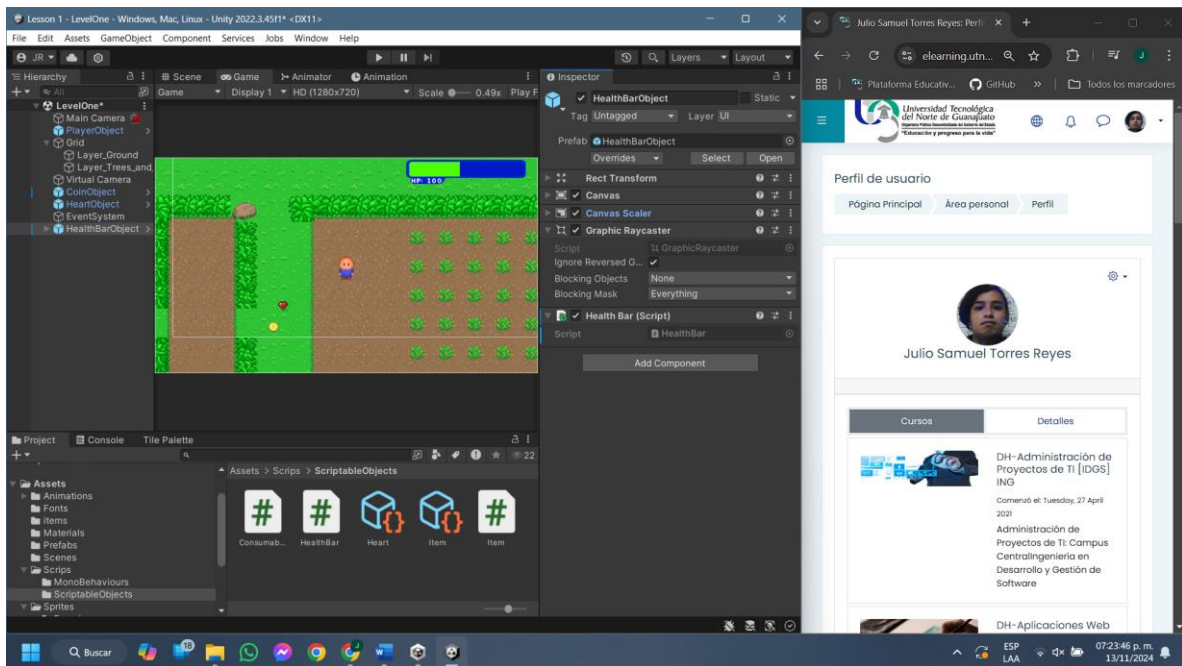 Lesson 1 - LevelOne - Windows, Mac, Linux - Unity 2022.3.45f1* <DX11>
File Edit Assets GameObject Component Services Jobs Window Help
JR
Layers
Layout
Hierarchy
All
LevelOne*
Main Camera
PlayerObject
Grid
Layer_Ground
Layer_Trees_and_
Virtual Camera
CoinObject
HeartObject
EventSystem
HealthBarObject
Scene Game Animator Animation
Game Display 1 HD (1280x720) Scale 0.49x Play F
HP: 100
Inspector
HealthBarObject Static
Tag Untagged Layer UI
Prefab HealthBarObject
Overrides Select Open
Rect Transform
Canvas
Canvas Scaler
Graphic Raycaster
Script GraphicRaycaster
Ignore Reversed G...
Blocking Objects None
Blocking Mask Everything
Health Bar (Script)
Script HealthBar
Add Component
Project Console Tile Palette
22
Assets
Animations
Fonts
Items
Materials
Prefabs
Scenes
Scrips
MonoBehaviours
ScriptableObjects
Sprites
Assets > Scrips > ScriptableObjects
Consumab... HealthBar Heart Item Item
Julio Samuel Torres Reyes: Perfi
elearning.utn...
J
Plataforma Educativ... GitHub Todos los marcadores
Universidad Tecnológica
del Norte de Guanajuato
"Educación y progreso para la vida"
Perfil de usuario
Página Principal Área personal Perfil
Julio Samuel Torres Reyes
Cursos Detalles
DH-Administración de
Proyectos de TI [IDGS]
ING
Comenzó el: Tuesday, 27 April
2021
Administración de
Proyectos de TI: Campus
CentralIngeniería en
Desarrollo y Gestión de
Software
DH-Aplicaciones Web
Buscar
18
ESP
LAA
07:23:46 p. m.
13/11/2024